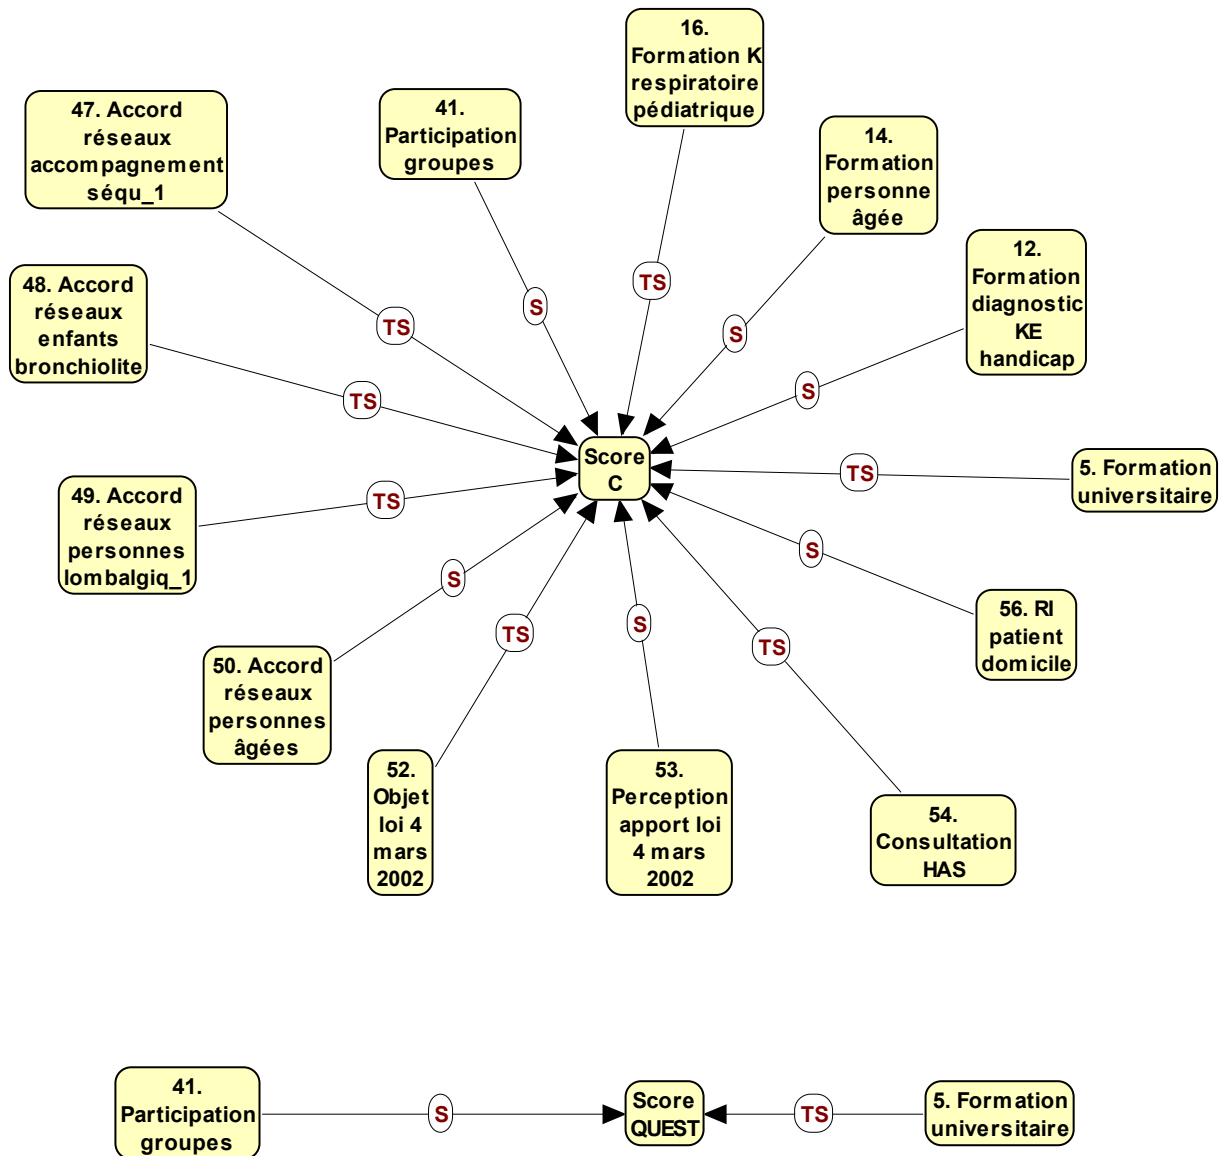 16.
Formation K
respiratoire
pédiatrique
47. Accord
réseaux
accompagnement
séqu_1
41.
Participation
groupes
14.
Formation
personne
âgée
12.
Formation
diagnostic
KE
handicap
48. Accord
réseaux
enfants
bronchiolite
TS
S
TS
TS
S
S
TS
Score
C
TS
5. Formation
universitaire
49. Accord
réseaux
personnes
lombalgiq_1
TS
S
S
56. RI
patient
domicile
50. Accord
réseaux
personnes
âgées
TS
S
TS
52.
Objet
loi 4
mars
2002
53.
Perception
apport loi
4 mars
2002
54.
Consultation
HAS
41.
Participation
groupes
S
Score
QUEST
TS
5. Formation
universitaire